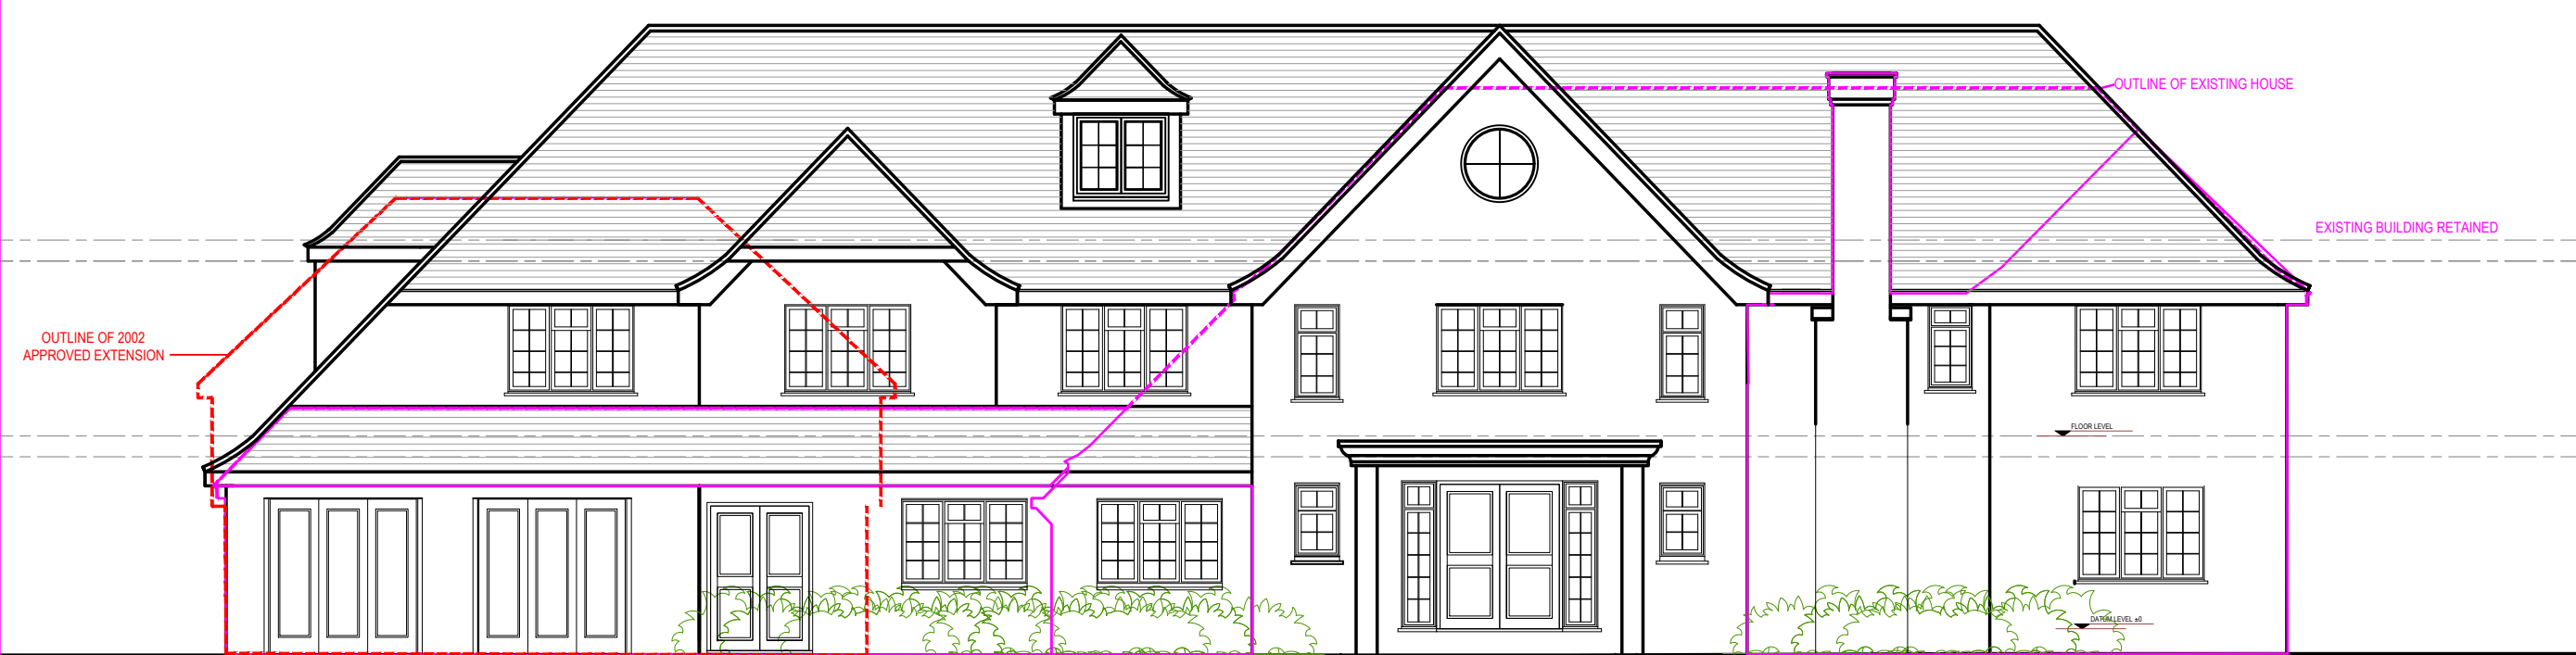 OUTLINE OF EXISTING HOUSE
EXISTING BUILDING RETAINED
OUTLINE OF 2002
APPROVED EXTENSION
FLOOR LEVEL
DATUM LEVEL ±0